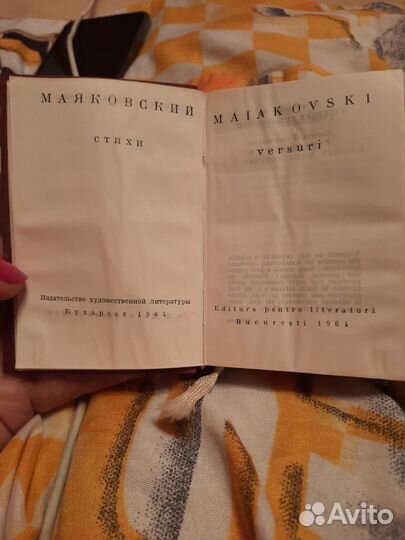 МАЯКОВСКИЙ
СТИХИ
Издательство художественной литературы
Бухарест 1964
MAIAKOVSKI
versuri
Editura pentru literatură
București 1964
Avito